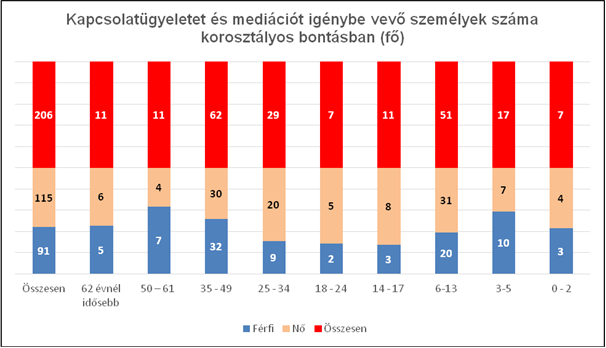 Kapcsolatügyeletet és mediációt igénybe vevő személyek száma
korosztályos bontásban (fő)
206 11 11 62 29 7 11 51 17 7
115 6 4 30 20 5 8 31 7 4
91 5 7 32 9 2 3 20 10 3
Összesen 62 évnél idősebb 50 – 61 35 - 49 25 - 34 18 - 24 14 - 17 6-13 3-5 0 - 2
Férfi Nő Összesen